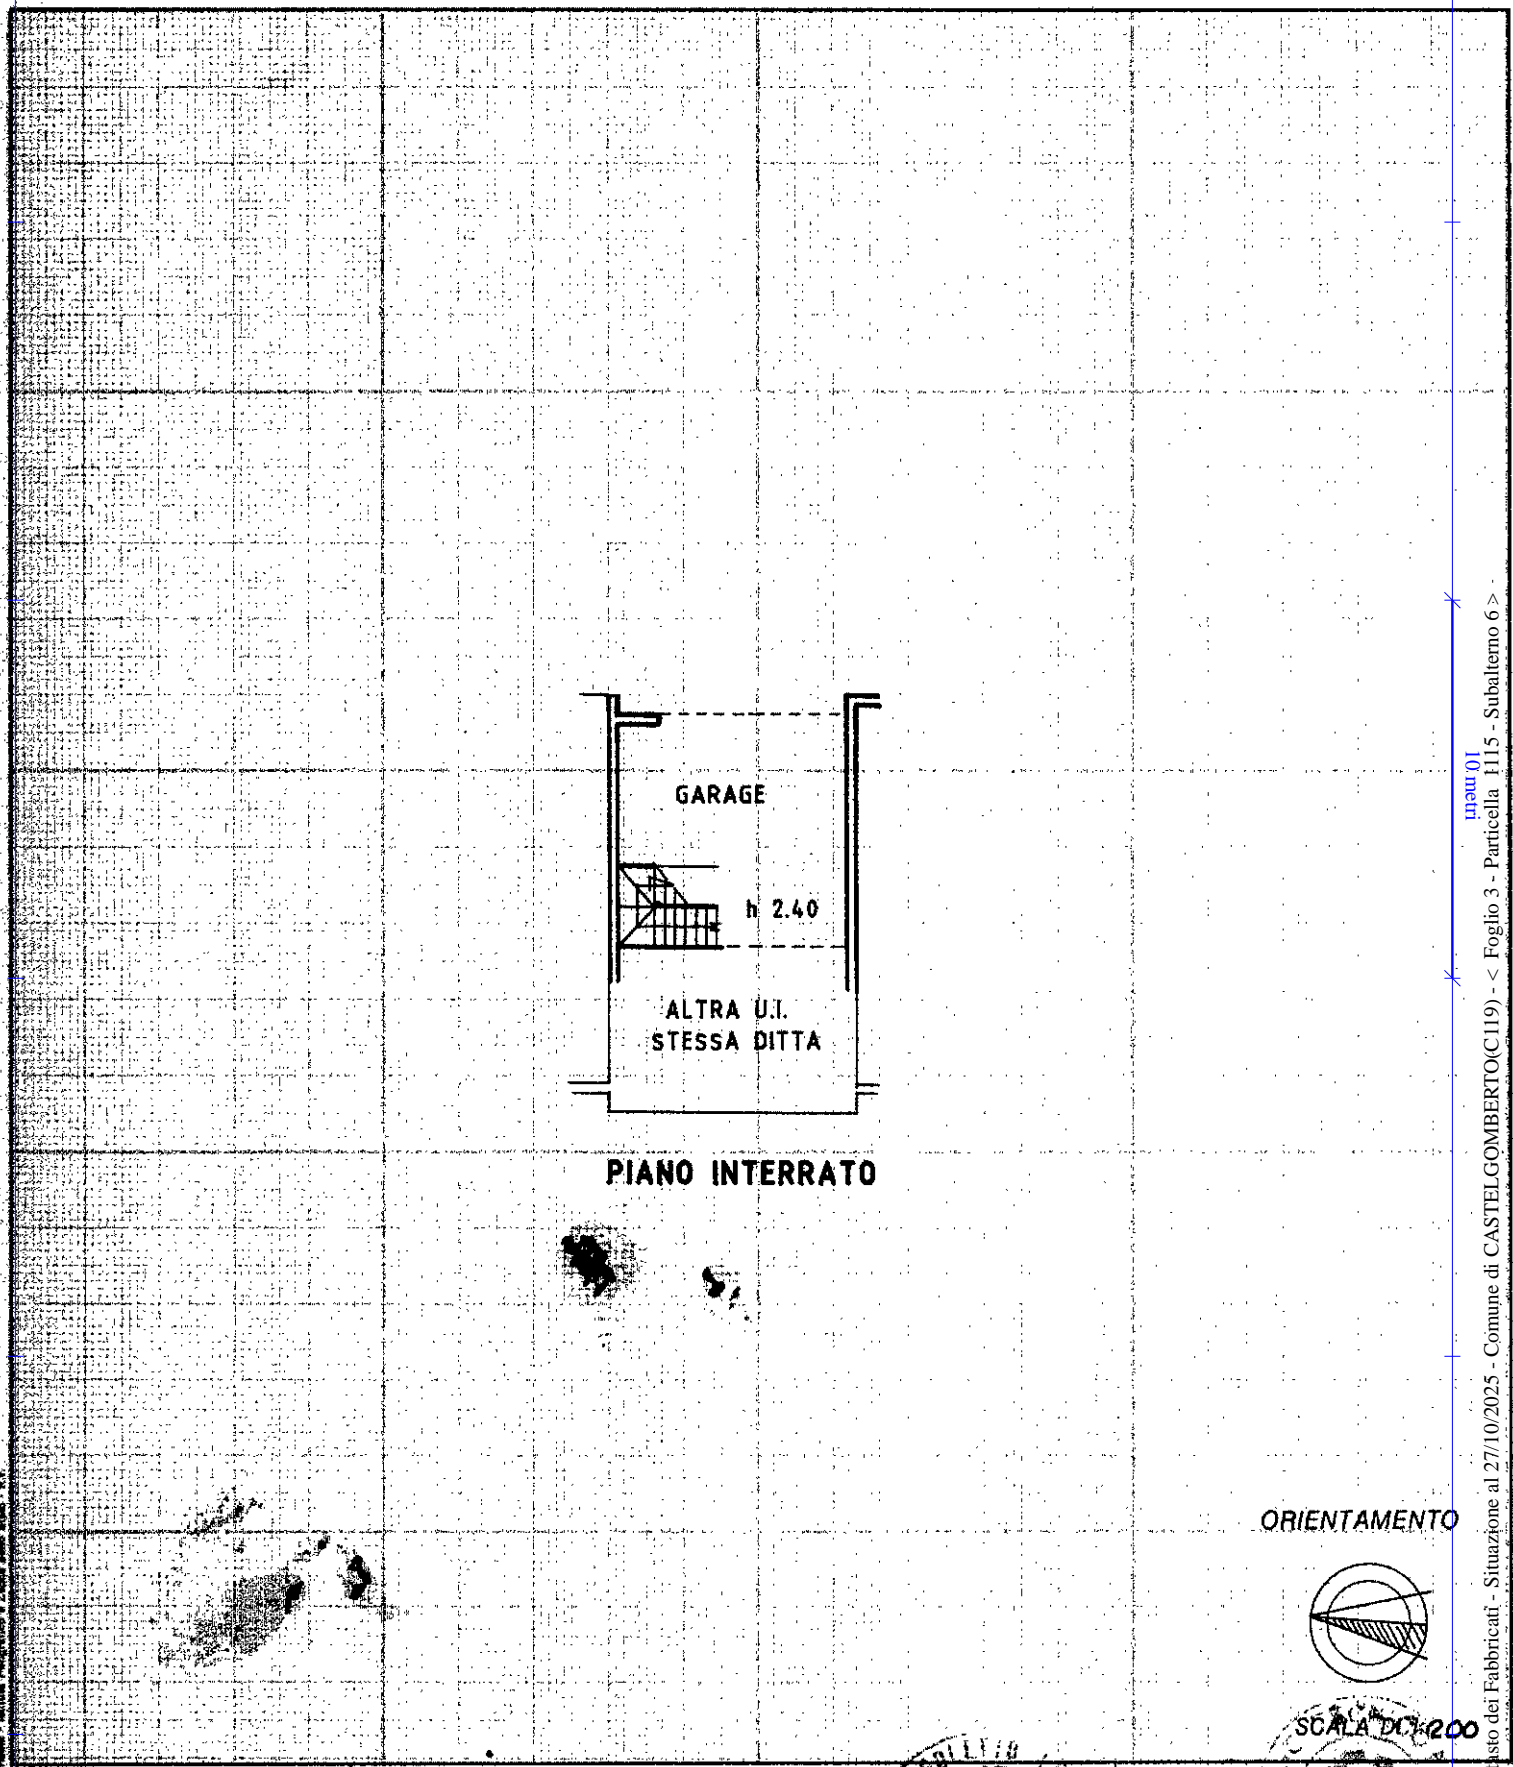 GARAGE
h 2.40
ALTRA U.I.
STESSA DITTA
PIANO INTERRATO
ORIENTAMENTO
SCALA DI 1:200
10 metri
asto dei Fabbricati - Situazione al 27/10/2025 - Comune di CASTELGOMBERTO(C119) - < Foglio 3 - Particella 1115 - Subalterno 6 >